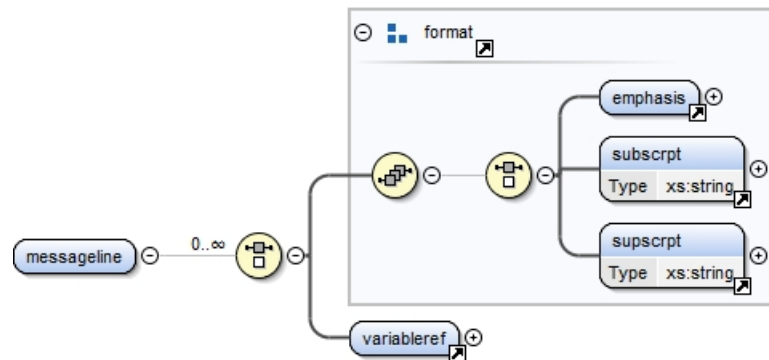 format
emphasis
subscrpt
Type xs:string
supscrpt
Type xs:string
0..∞
messageline
variableref